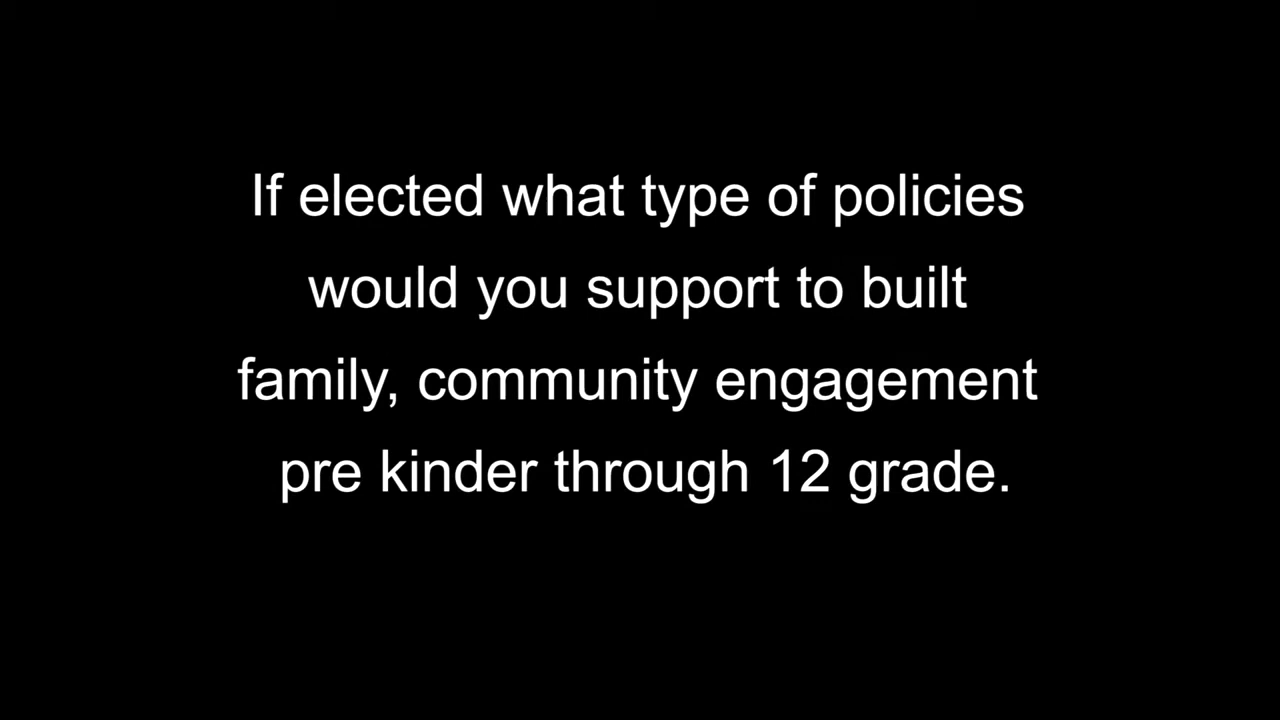 If elected what type of policies
would you support to built
family, community engagement
pre kinder through 12 grade.